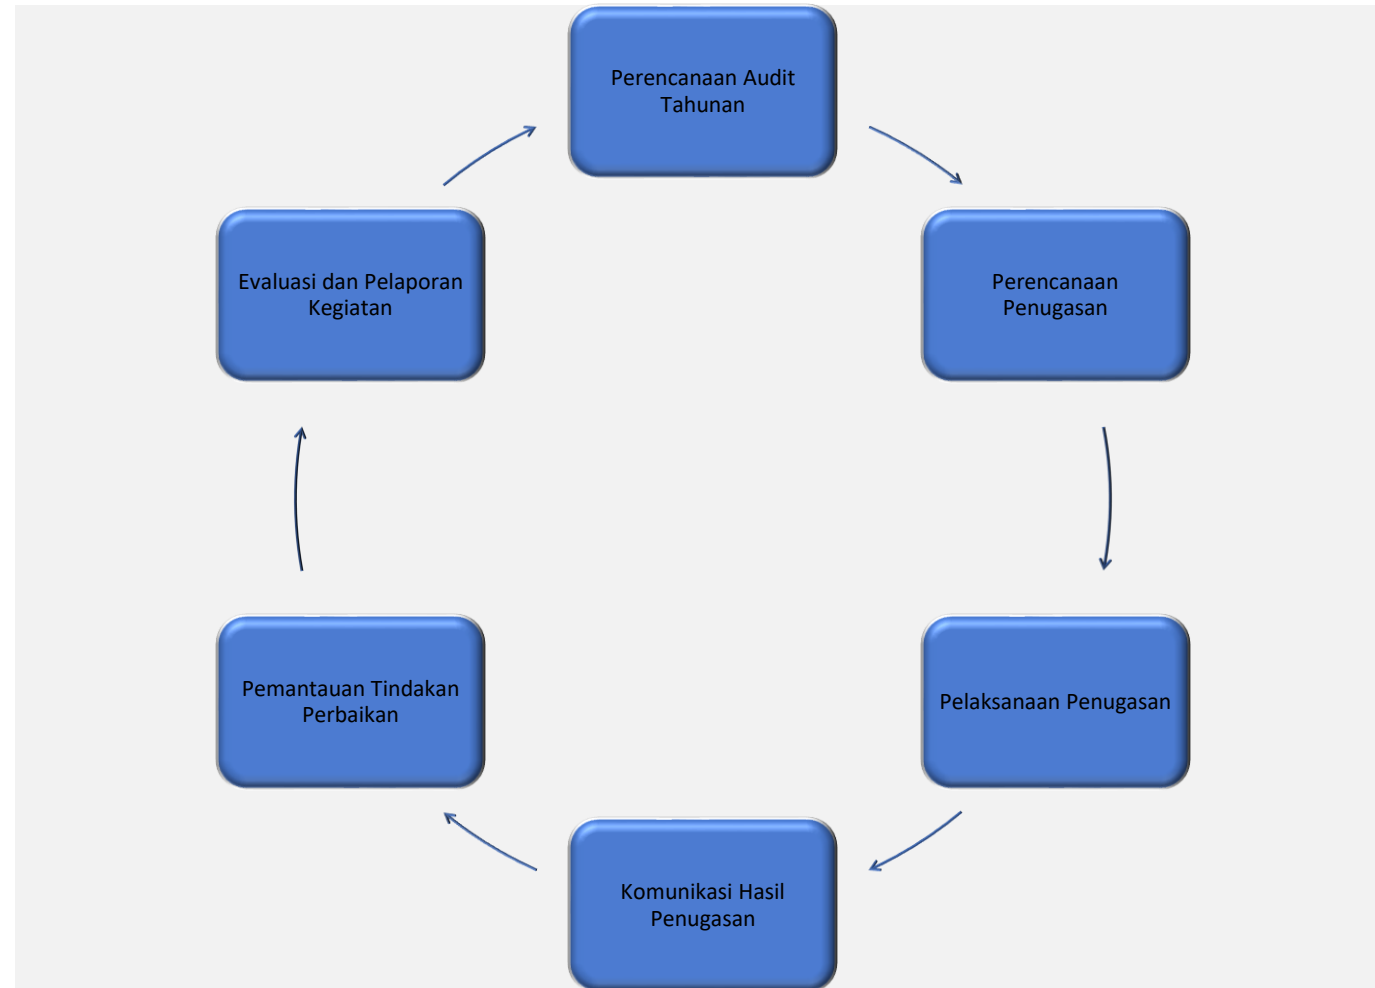 Perencanaan Audit
Tahunan
Perencanaan
Penugasan
Pelaksanaan Penugasan
Komunikasi Hasil
Penugasan
Pemantauan Tindakan
Perbaikan
Evaluasi dan Pelaporan
Kegiatan